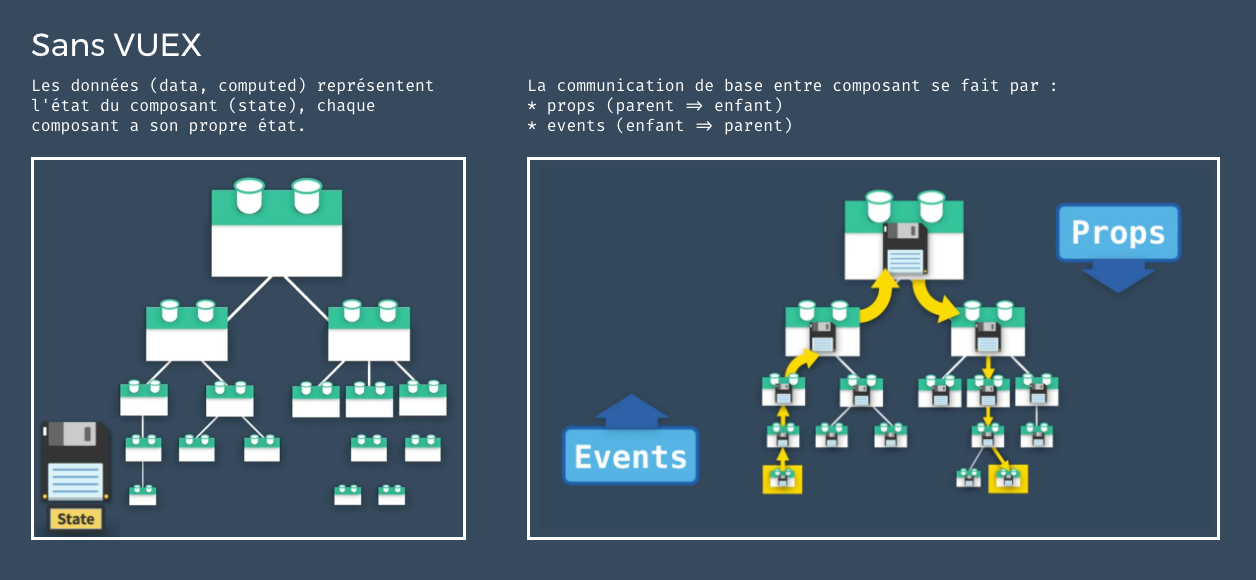 Sans VUEX
Les données (data, computed) représentent
l'état du composant (state), chaque
composant a son propre état.
La communication de base entre composant se fait par :
* props (parent => enfant)
* events (enfant => parent)
Props
Events
State